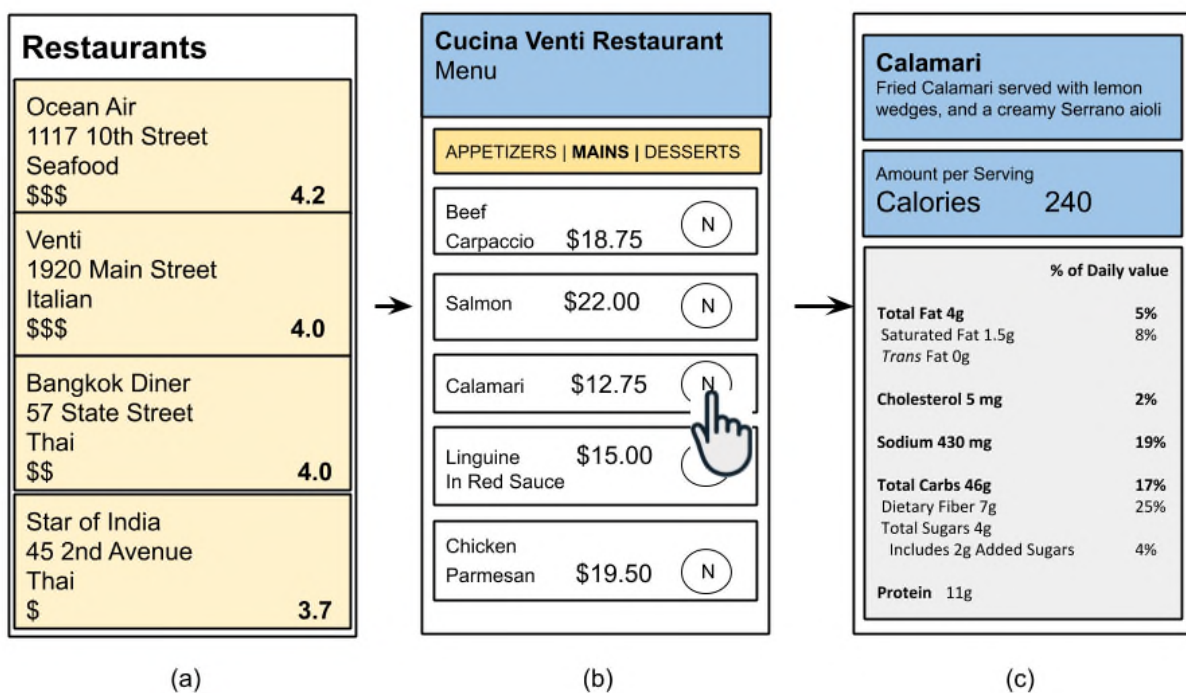 Restaurants
Ocean Air
1117 10th Street
Seafood
$$$ 4.2
Venti
1920 Main Street
Italian
$$$ 4.0
Bangkok Diner
57 State Street
Thai
$$ 4.0
Star of India
45 2nd Avenue
Thai
$ 3.7
(a)
Cucina Venti Restaurant
Menu
APPETIZERS | MAINS | DESSERTS
Beef
Carpaccio $18.75 N
Salmon $22.00 N
Calamari $12.75 N
Linguine $15.00
In Red Sauce
Chicken
Parmesan $19.50 N
(b)
Calamari
Fried Calamari served with lemon
wedges, and a creamy Serrano aioli
Amount per Serving
Calories 240
% of Daily value
Total Fat 4g 5%
Saturated Fat 1.5g 8%
Trans Fat 0g
Cholesterol 5 mg 2%
Sodium 430 mg 19%
Total Carbs 46g 17%
Dietary Fiber 7g 25%
Total Sugars 4g
Includes 2g Added Sugars 4%
Protein 11g
(c)